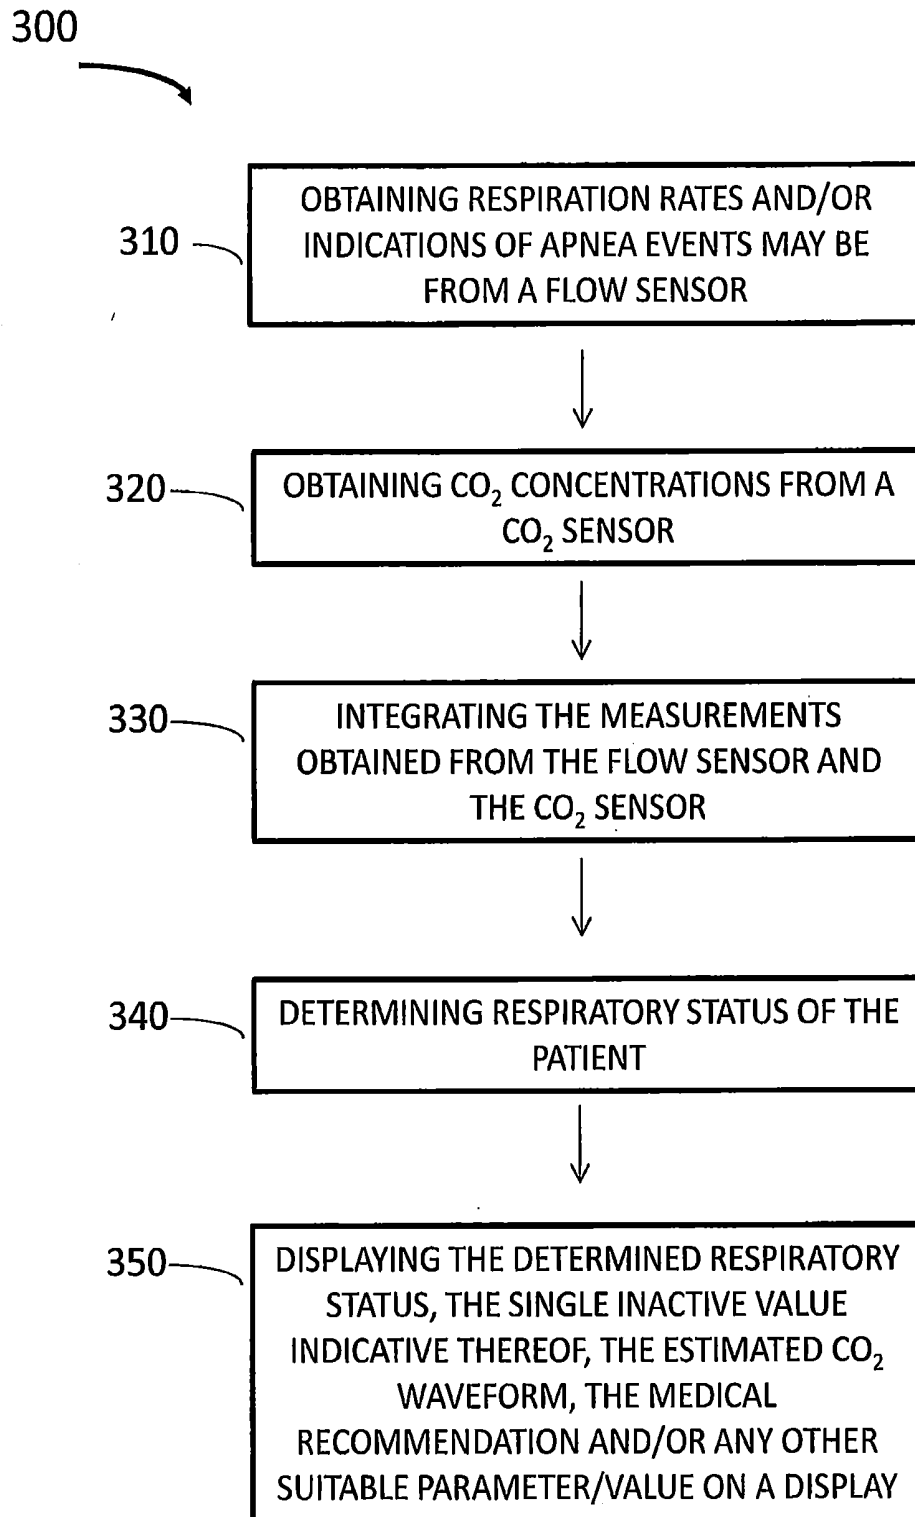 300
310
OBTAINING RESPIRATION RATES AND/OR
INDICATIONS OF APNEA EVENTS MAY BE
FROM A FLOW SENSOR
320
OBTAINING CO₂ CONCENTRATIONS FROM A
CO₂ SENSOR
330
INTEGRATING THE MEASUREMENTS
OBTAINED FROM THE FLOW SENSOR AND
THE CO₂ SENSOR
340
DETERMINING RESPIRATORY STATUS OF THE
PATIENT
350
DISPLAYING THE DETERMINED RESPIRATORY
STATUS, THE SINGLE INACTIVE VALUE
INDICATIVE THEREOF, THE ESTIMATED CO₂
WAVEFORM, THE MEDICAL
RECOMMENDATION AND/OR ANY OTHER
SUITABLE PARAMETER/VALUE ON A DISPLAY